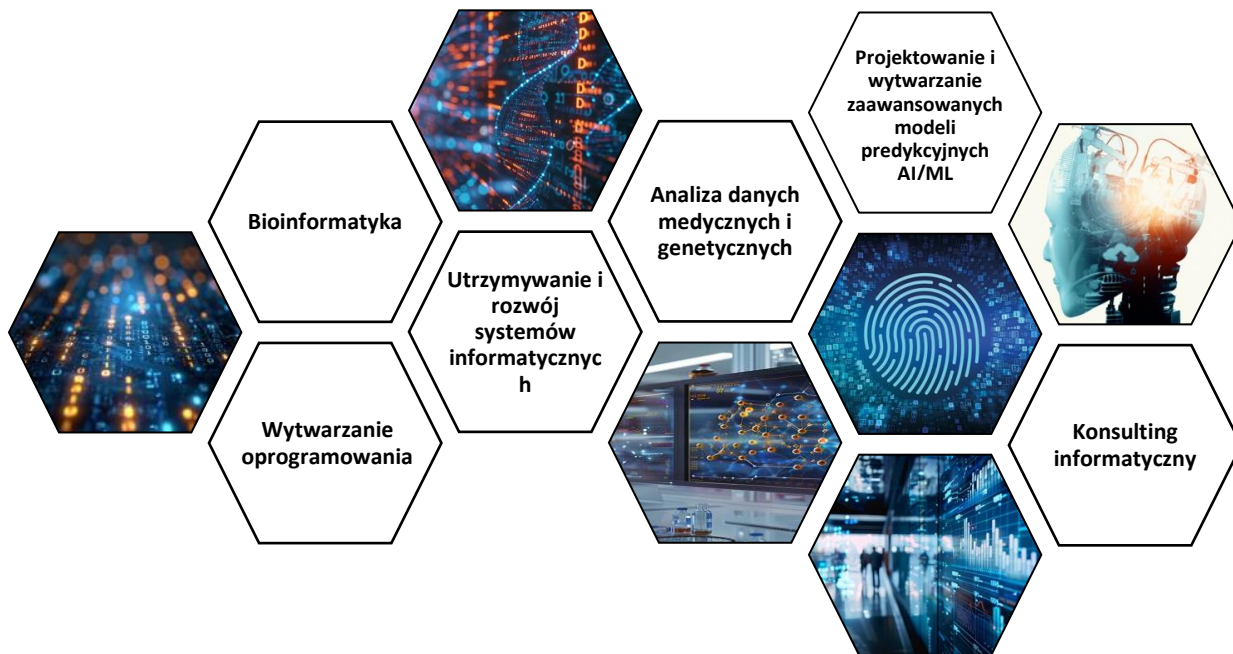 Bioinformatyka
Wytwarzanie
oprogramowania
Utrzymywanie i
rozwój
systemów
informatycznyc
h
Analiza danych
medycznych i
genetycznych
Projektowanie i
wytwarzanie
zaawansowanych
modeli
predykcyjnych
AI/ML
Konsulting
informatyczny